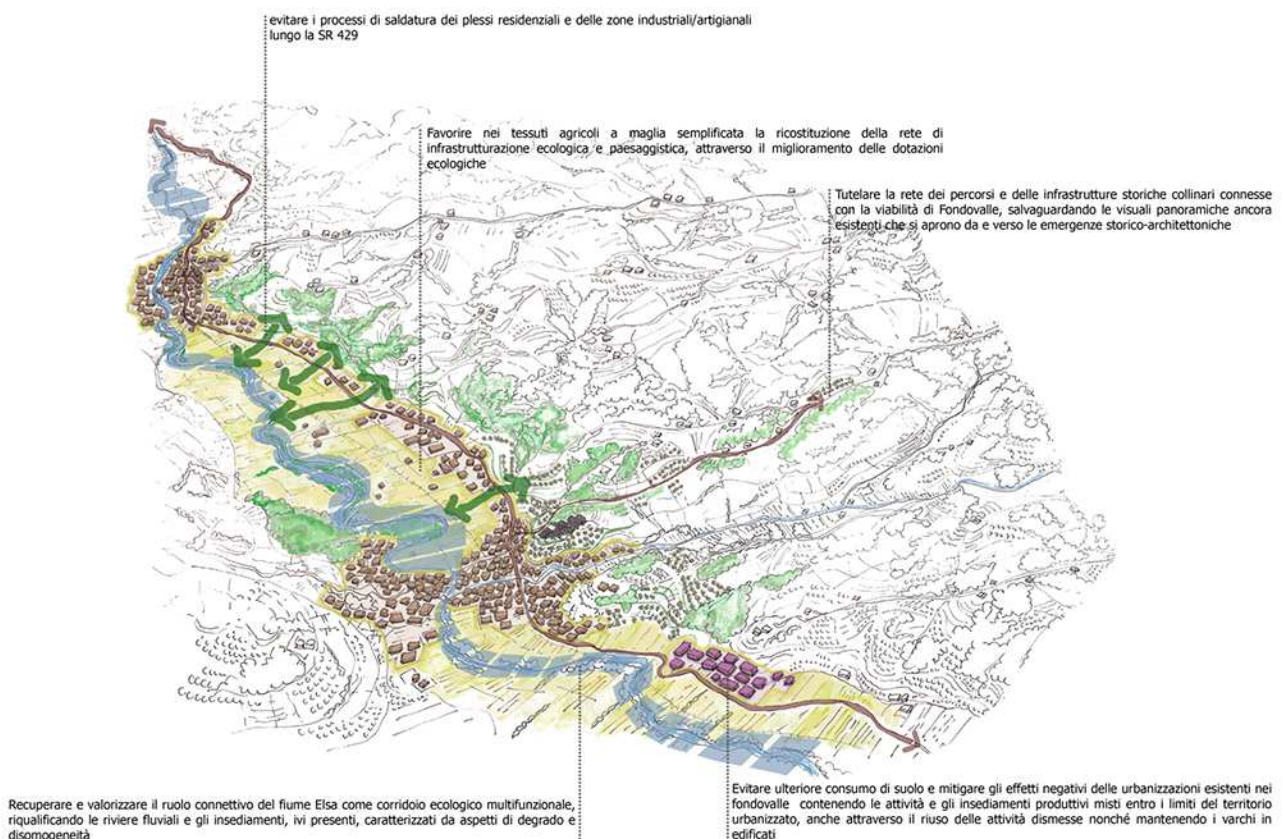 evitare i processi di saldatura dei plessi residenziali e delle zone industriali/artigianali
lungo la SR 429
Favorire nei tessuti agricoli a maglia semplificata la ricostituzione della rete di
infrastrutturazione ecologica e paesaggistica, attraverso il miglioramento delle dotazioni
ecologiche
Tutelare la rete dei percorsi e delle infrastrutture storiche collinari connesse
con la viabilità di Fondovalle, salvaguardando le visuali panoramiche ancora
esistenti che si aprono da e verso le emergenze storico-architettoniche
Recuperare e valorizzare il ruolo connettivo del fiume Elsa come corridoio ecologico multifunzionale,
riqualificando le riviere fluviali e gli insediamenti, ivi presenti, caratterizzati da aspetti di degrado e
disomogeneità
Evitare ulteriore consumo di suolo e mitigare gli effetti negativi delle urbanizzazioni esistenti nei
fondovalle contenendo le attività e gli insediamenti produttivi misti entro i limiti del territorio
urbanizzato, anche attraverso il riuso delle attività dismesse nonché mantenendo i varchi in
edificati